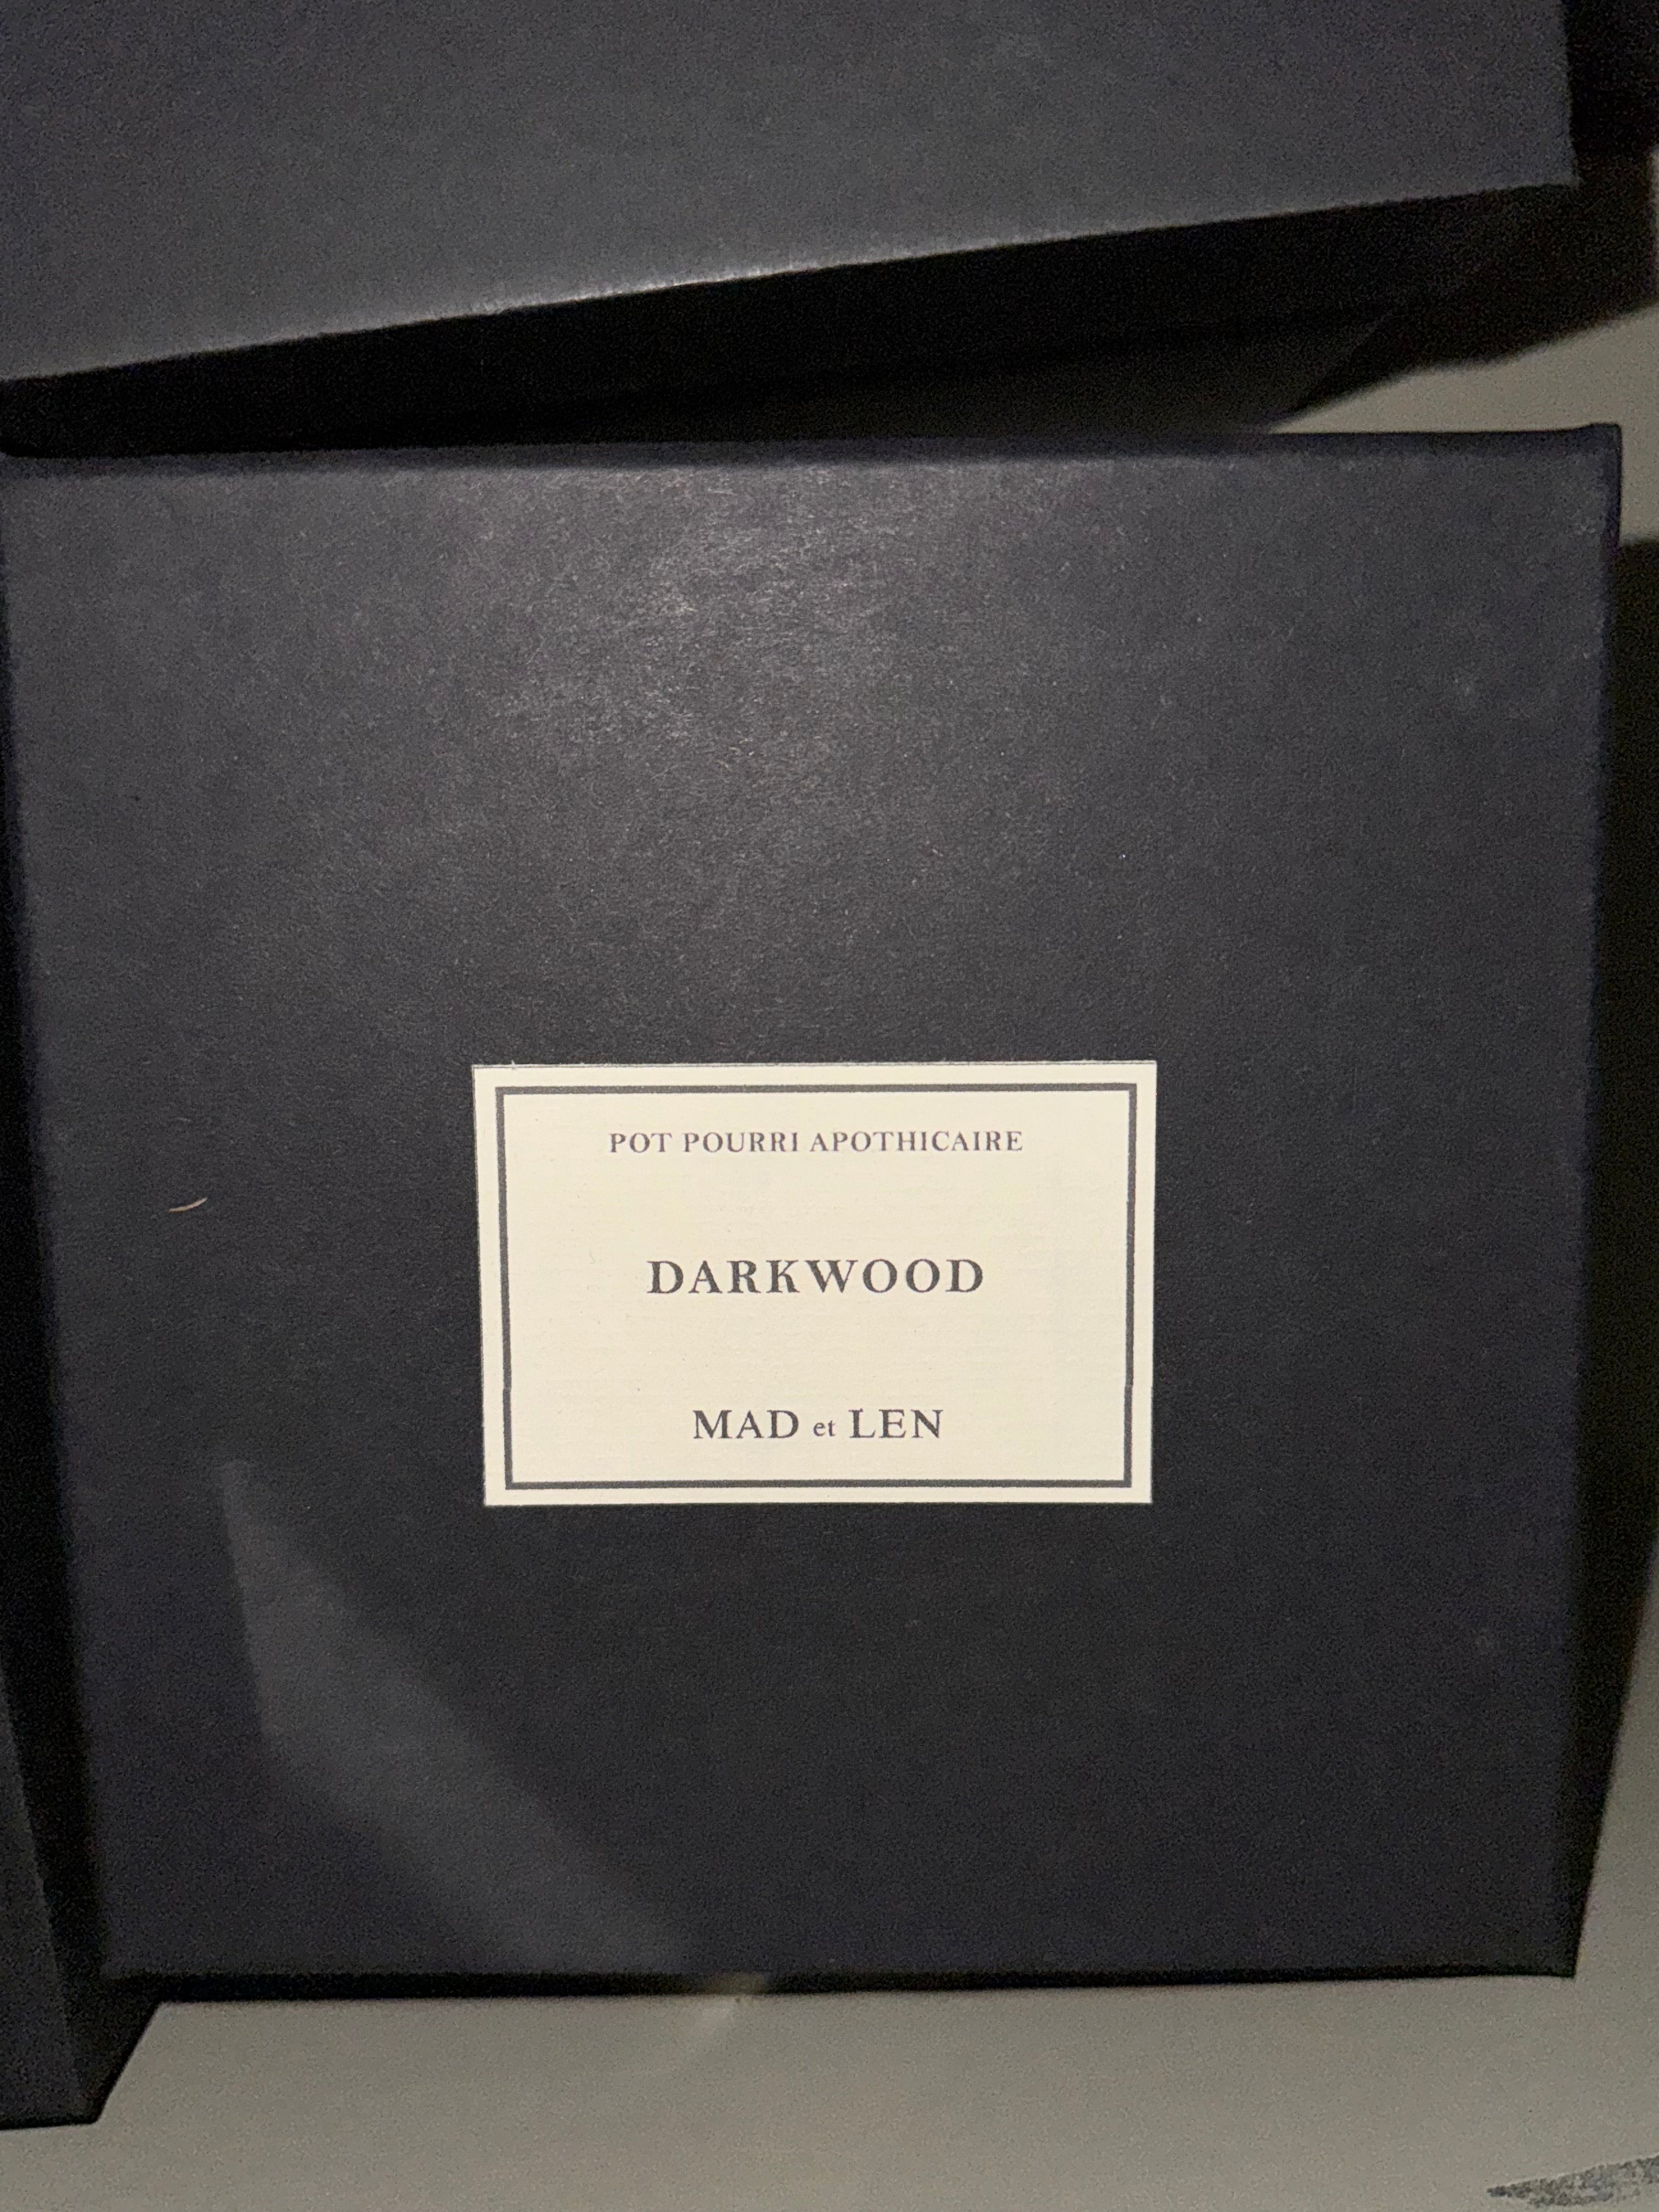 POT POURRI APOTHICAIRE
DARKWOOD
MAD et LEN